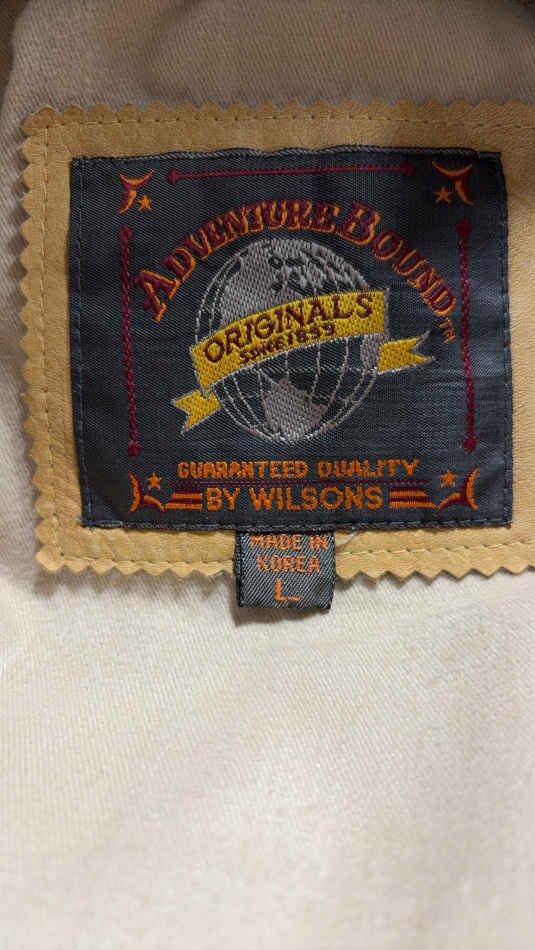 ADVENTURE BOUND™
ORIGINALS
SINCE 1899
GUARANTEED QUALITY
BY WILSONS
MADE IN
KOREA
L